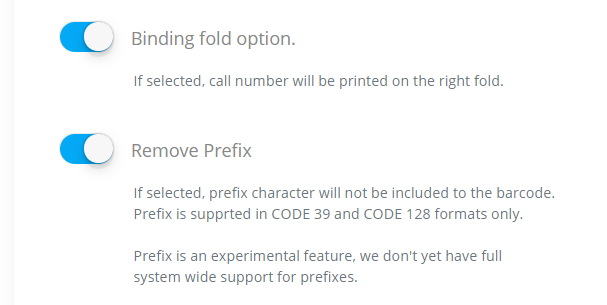 Binding fold option.
If selected, call number will be printed on the right fold.
Remove Prefix
If selected, prefix character will not be included to the barcode.
Prefix is supprted in CODE 39 and CODE 128 formats only.
Prefix is an experimental feature, we don't yet have full
system wide support for prefixes.